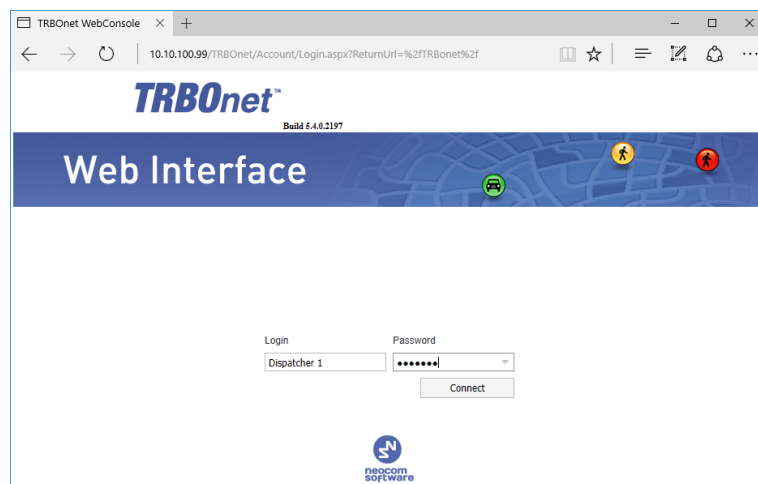 TRBOnet WebConsole
10.10.100.99/TRBOnet/Account/Login.aspx?ReturnUrl=%2fTRBonet%2f
TRBOnet™
Build 5.4.0.2197
Web Interface
Login Password
Dispatcher 1 •••••••
Connect
neocom
software